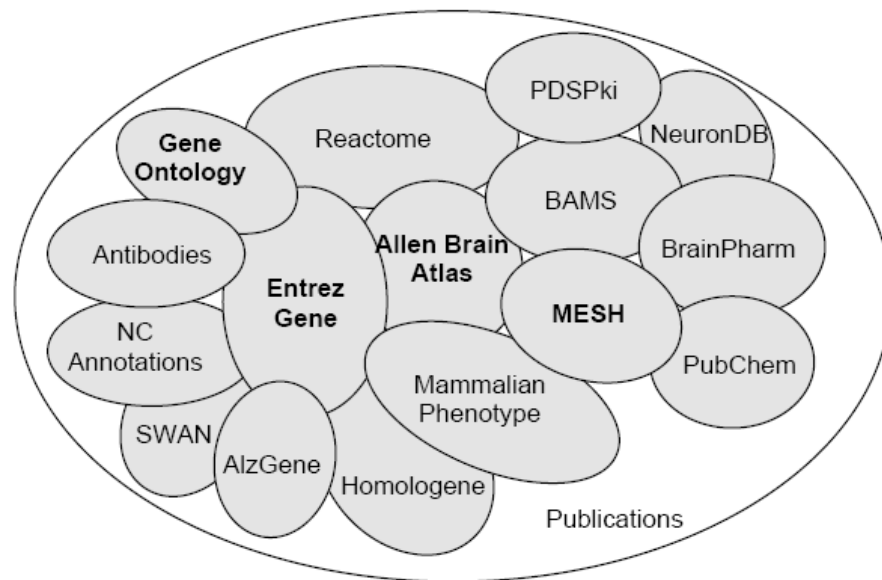 PDSPki
NeuronDB
Reactome
Gene
Ontology
BAMS
Antibodies
Allen Brain
Atlas
BrainPharm
Entrez
Gene
MESH
NC
Annotations
PubChem
Mammalian
Phenotype
SWAN
AlzGene
Homologene
Publications